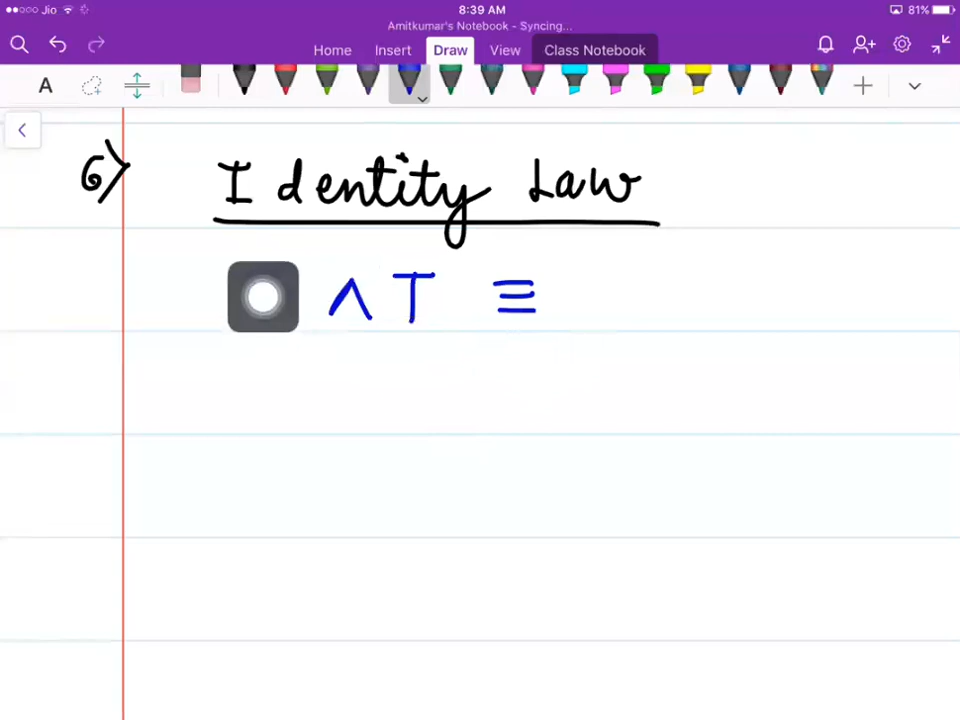 Jio 8:39 AM 81%
Amitkumar's Notebook - Syncing...
Home Insert Draw View Class Notebook
A
6) Identity Law
∧ T ≡